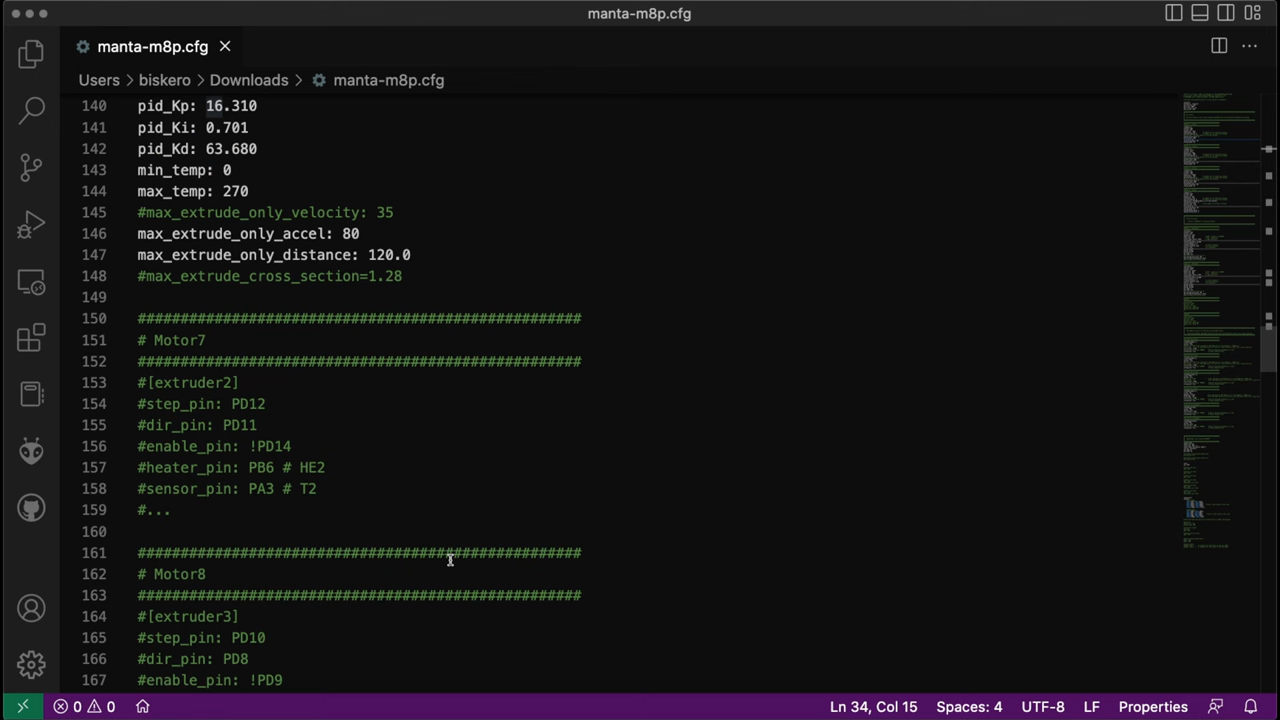 manta-m8p.cfg
manta-m8p.cfg
Users > biskero > Downloads > manta-m8p.cfg
140 pid_Kp: 16.310
141 pid_Ki: 0.701
142 pid_Kd: 63.680
143 min_temp: 0
144 max_temp: 270
145 #max_extrude_only_velocity: 35
146 max_extrude_only_accel: 80
147 max_extrude_only_distance: 120.0
148 #max_extrude_cross_section=1.28
149
150 ####################################################
151 # Motor7
152 ####################################################
153 #[extruder2]
154 #step_pin: PD12
155 #dir_pin: PD11
156 #enable_pin: !PD14
157 #heater_pin: PB6 # HE2
158 #sensor_pin: PA3 # T2
159 #...
160
161 ####################################################
162 # Motor8
163 ####################################################
164 #[extruder3]
165 #step_pin: PD10
166 #dir_pin: PD8
167 #enable_pin: !PD9
0 0 Ln 34, Col 15 Spaces: 4 UTF-8 LF Properties